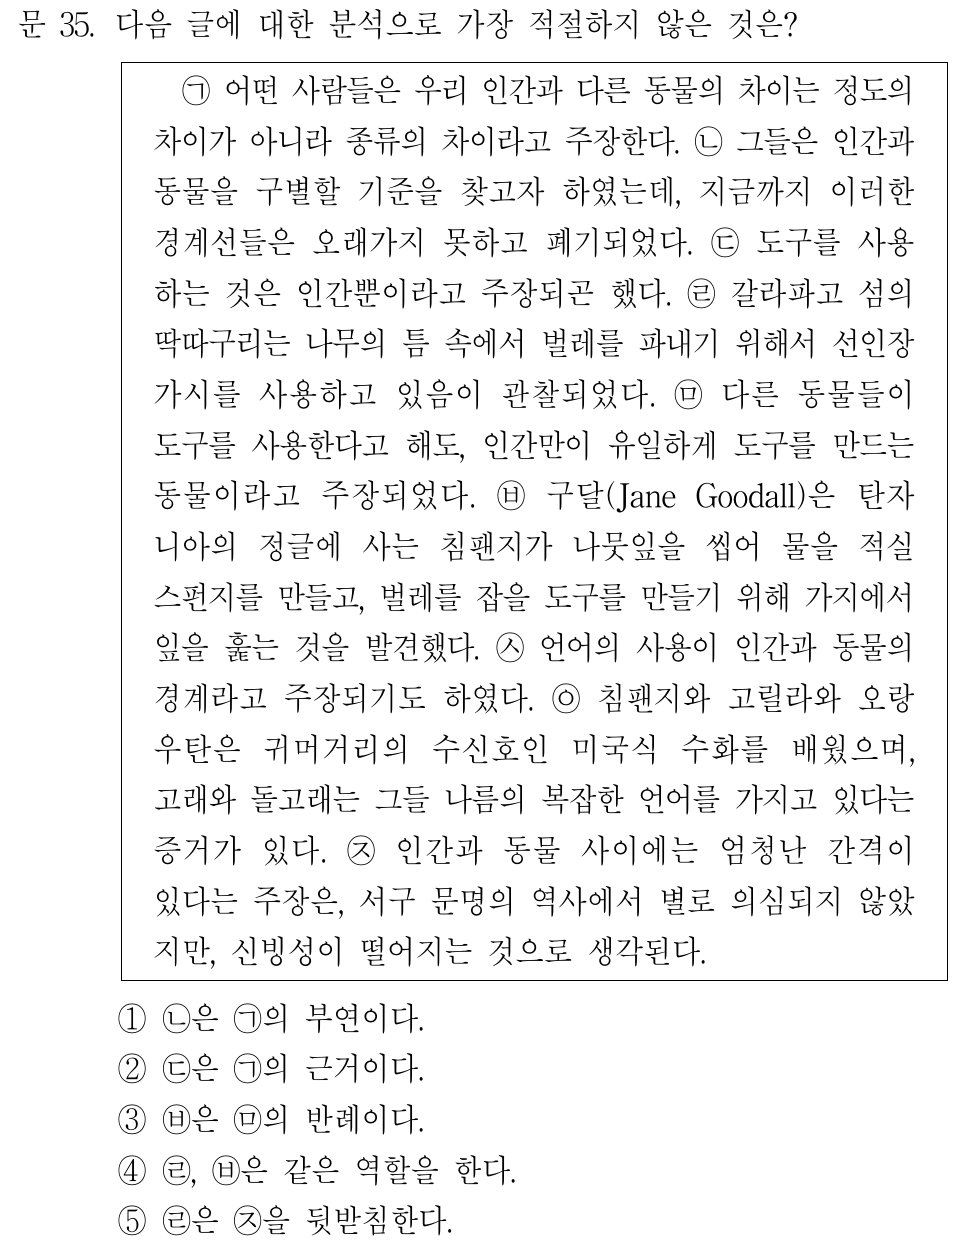 문 35. 다음 글에 대한 분석으로 가장 적절하지 않은 것은?
㉠ 어떤 사람들은 우리 인간과 다른 동물의 차이는 정도의
차이가 아니라 종류의 차이라고 주장한다. ㉡ 그들은 인간과
동물을 구별할 기준을 찾고자 하였는데, 지금까지 이러한
경계선들은 오래가지 못하고 폐기되었다. ㉢ 도구를 사용
하는 것은 인간뿐이라고 주장되곤 했다. ㉣ 갈라파고 섬의
딱따구리는 나무의 틈 속에서 벌레를 파내기 위해서 선인장
가시를 사용하고 있음이 관찰되었다. ㉤ 다른 동물들이
도구를 사용한다고 해도, 인간만이 유일하게 도구를 만드는
동물이라고 주장되었다. ㉥ 구달(Jane Goodall)은 탄자
니아의 정글에 사는 침팬지가 나뭇잎을 씹어 물을 적실
스펀지를 만들고, 벌레를 잡을 도구를 만들기 위해 가지에서
잎을 훑는 것을 발견했다. ㉦ 언어의 사용이 인간과 동물의
경계라고 주장되기도 하였다. ㉧ 침팬지와 고릴라와 오랑
우탄은 귀머거리의 수신호인 미국식 수화를 배웠으며,
고래와 돌고래는 그들 나름의 복잡한 언어를 가지고 있다는
증거가 있다. ㉨ 인간과 동물 사이에는 엄청난 간격이
있다는 주장은, 서구 문명의 역사에서 별로 의심되지 않았
지만, 신빙성이 떨어지는 것으로 생각된다.
① ㉡은 ㉠의 부연이다.
② ㉢은 ㉠의 근거이다.
③ ㉥은 ㉤의 반례이다.
④ ㉣, ㉥은 같은 역할을 한다.
⑤ ㉣은 ㉨을 뒷받침한다.